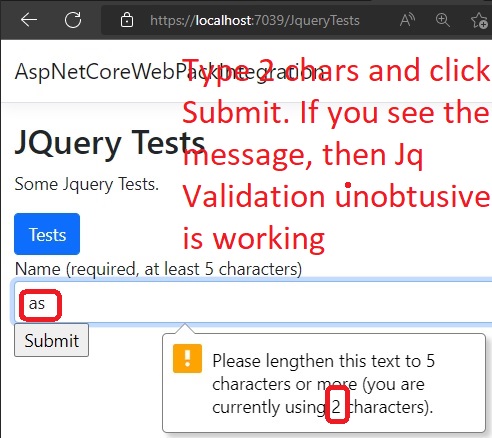 https://localhost:7039/JqueryTests
AspNetCoreWebPackIntegration
Type 2 chars and click
Submit. If you see the
message, then Jq
Validation unobtusive
is working
JQuery Tests
Some Jquery Tests.
Tests
Name (required, at least 5 characters)
as
Submit
Please lengthen this text to 5
characters or more (you are
currently using 2 characters).